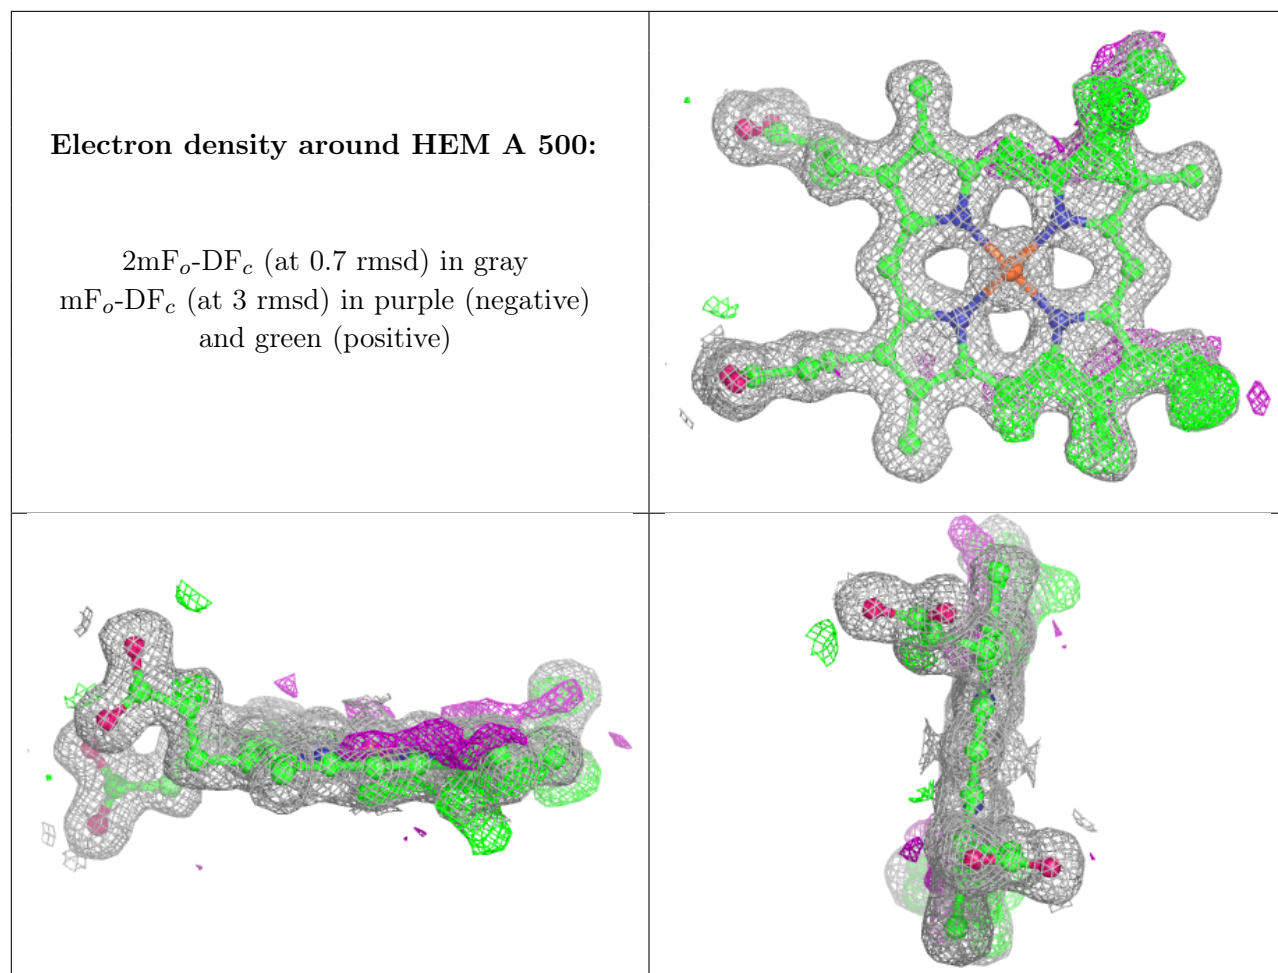 Electron density around HEM A 500:
2mFo-DFc (at 0.7 rmsd) in gray
mFo-DFc (at 3 rmsd) in purple (negative)
and green (positive)